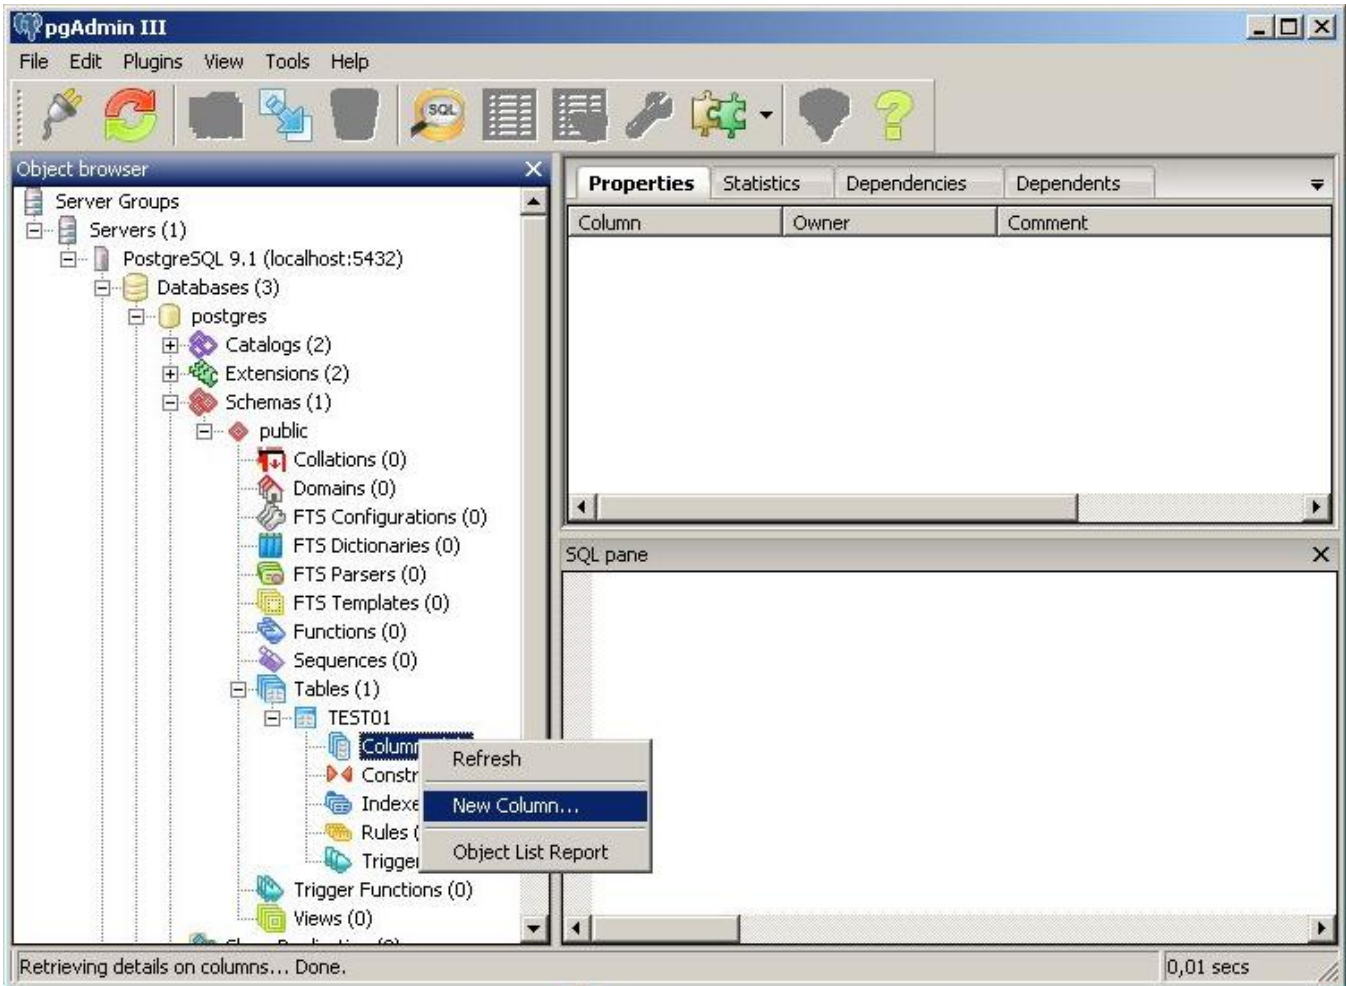 pgAdmin III
File Edit Plugins View Tools Help
SQL
Object browser
Server Groups
Servers (1)
PostgreSQL 9.1 (localhost:5432)
Databases (3)
postgres
Catalogs (2)
Extensions (2)
Schemas (1)
public
Collations (0)
Domains (0)
FTS Configurations (0)
FTS Dictionaries (0)
FTS Parsers (0)
FTS Templates (0)
Functions (0)
Sequences (0)
Tables (1)
TEST01
Column
Constr
Indexe
Rules (
Trigger
Trigger Functions (0)
Views (0)
Refresh
New Column...
Object List Report
Properties Statistics Dependencies Dependents
Column Owner Comment
SQL pane
Retrieving details on columns... Done.
0,01 secs